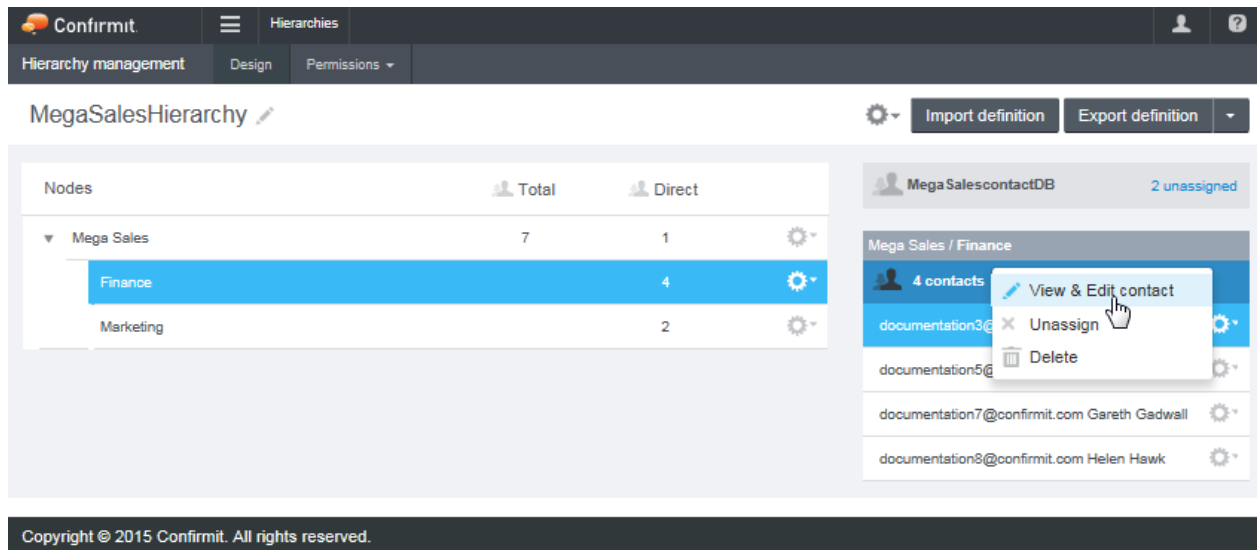 Confirmit. Hierarchies
Hierarchy management Design Permissions
MegaSalesHierarchy Import definition Export definition
Nodes Total Direct
MegaSalescontactDB 2 unassigned
Mega Sales 7 1
Mega Sales / Finance
Finance 4
4 contacts
View & Edit contact
Marketing 2
documentation3@
Unassign
documentation5@
Delete
documentation7@confirmit.com Gareth Gadwall
documentation8@confirmit.com Helen Hawk
Copyright © 2015 Confirmit. All rights reserved.